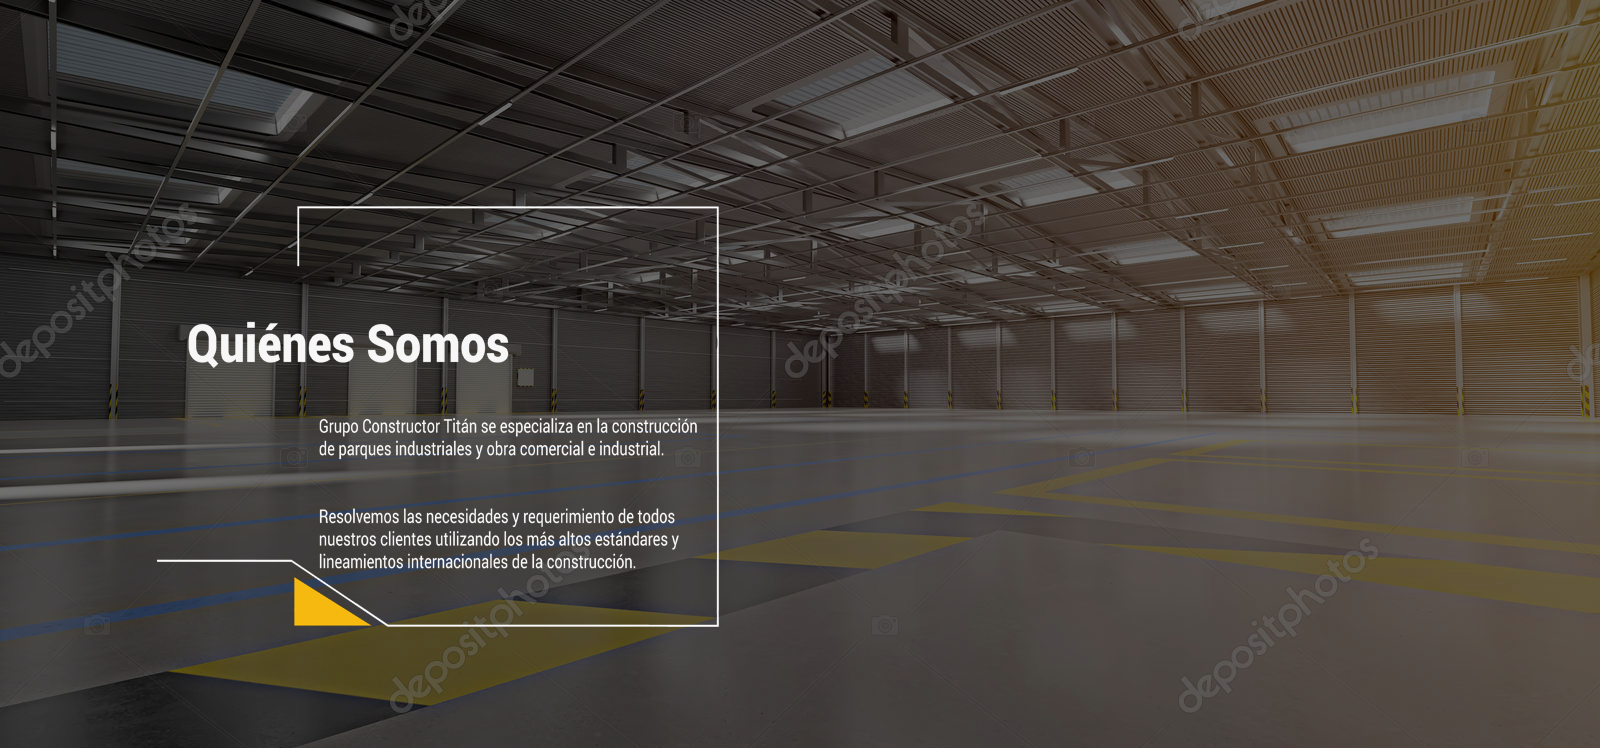 Quiénes Somos
Grupo Constructor Titán se especializa en la construcción
de parques industriales y obra comercial e industrial.
Resolvemos las necesidades y requerimiento de todos
nuestros clientes utilizando los más altos estándares y
lineamientos internacionales de la construcción.
depositphotos
depositphotos
depositphotos
depositphotos